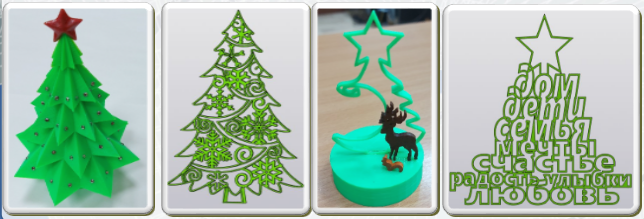 дом
дети
семья
мечты
счастье
радость улыбки
любовь